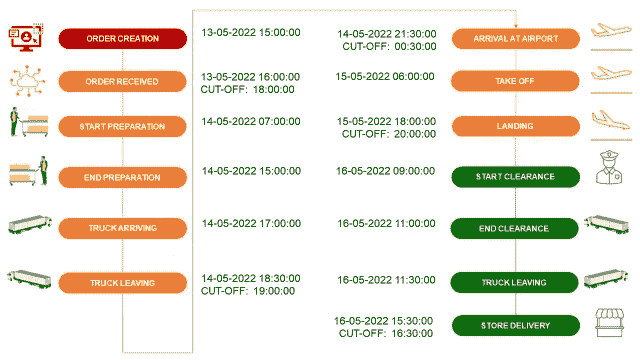 ORDER CREATION
13-05-2022 15:00:00
ORDER RECEIVED
13-05-2022 16:00:00
CUT-OFF: 18:00:00
START PREPARATION
14-05-2022 07:00:00
END PREPARATION
14-05-2022 15:00:00
TRUCK ARRIVING
14-05-2022 17:00:00
TRUCK LEAVING
14-05-2022 18:30:00
CUT-OFF: 19:00:00
14-05-2022 21:30:00
CUT-OFF: 00:30:00
ARRIVAL AT AIRPORT
15-05-2022 06:00:00
TAKE OFF
15-05-2022 18:00:00
CUT-OFF: 20:00:00
LANDING
16-05-2022 09:00:00
START CLEARANCE
16-05-2022 11:00:00
END CLEARANCE
16-05-2022 11:30:00
TRUCK LEAVING
16-05-2022 15:30:00
CUT-OFF: 16:30:00
STORE DELIVERY